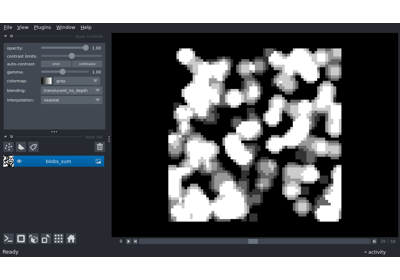 File View Plugins Window Help
opacity: 1.00
contrast limits:
auto-contrast: once continuous
gamma: 1.00
colormap: gray
blending: translucent_no_depth
interpolation: nearest
blobs_sum
Ready
activity